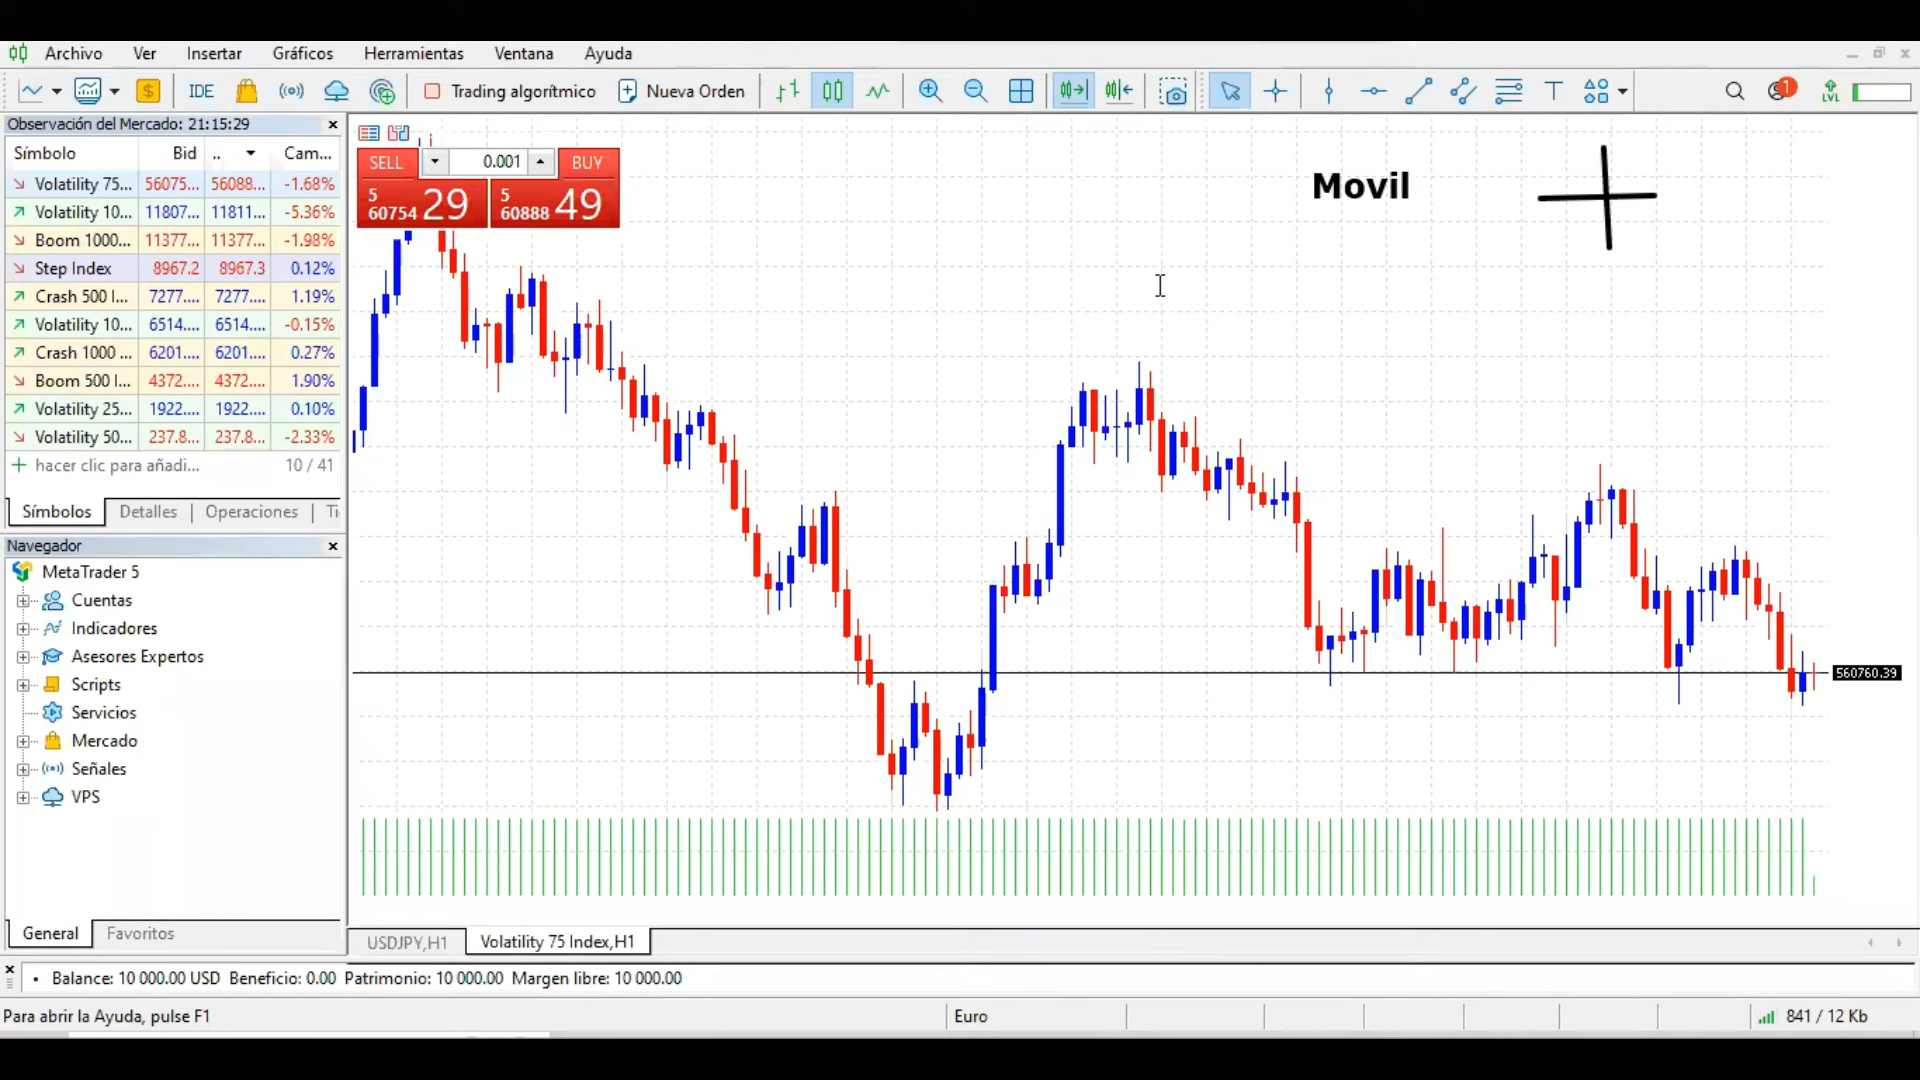 Archivo Ver Insertar Gráficos Herramientas Ventana Ayuda
IDE Trading algorítmico Nueva Orden 1 LVL
Observación del Mercado: 21:15:29
Símbolo Bid .. Cam...
Volatility 75... 56075... 56088... -1.68%
Volatility 10... 11807... 11811... -5.36%
Boom 1000... 11377... 11377... -1.98%
Step Index 8967.2 8967.3 0.12%
Crash 500 I... 7277.... 7277.... 1.19%
Volatility 10... 6514.... 6514.... -0.15%
Crash 1000 ... 6201.... 6201.... 0.27%
Boom 500 I... 4372.... 4372.... 1.90%
Volatility 25... 1922.... 1922.... 0.10%
Volatility 50... 237.8... 237.8... -2.33%
hacer clic para añadi... 10 / 41
Símbolos Detalles Operaciones Ti
Navegador
MetaTrader 5
Cuentas
Indicadores
Asesores Expertos
Scripts
Servicios
Mercado
Señales
VPS
General Favoritos
SELL 0.001 BUY
5 60754 29 5 60888 49
Movil
560760.39
USDJPY,H1 Volatility 75 Index,H1
Balance: 10 000.00 USD Beneficio: 0.00 Patrimonio: 10 000.00 Margen libre: 10 000.00
Para abrir la Ayuda, pulse F1 Euro 841 / 12 Kb